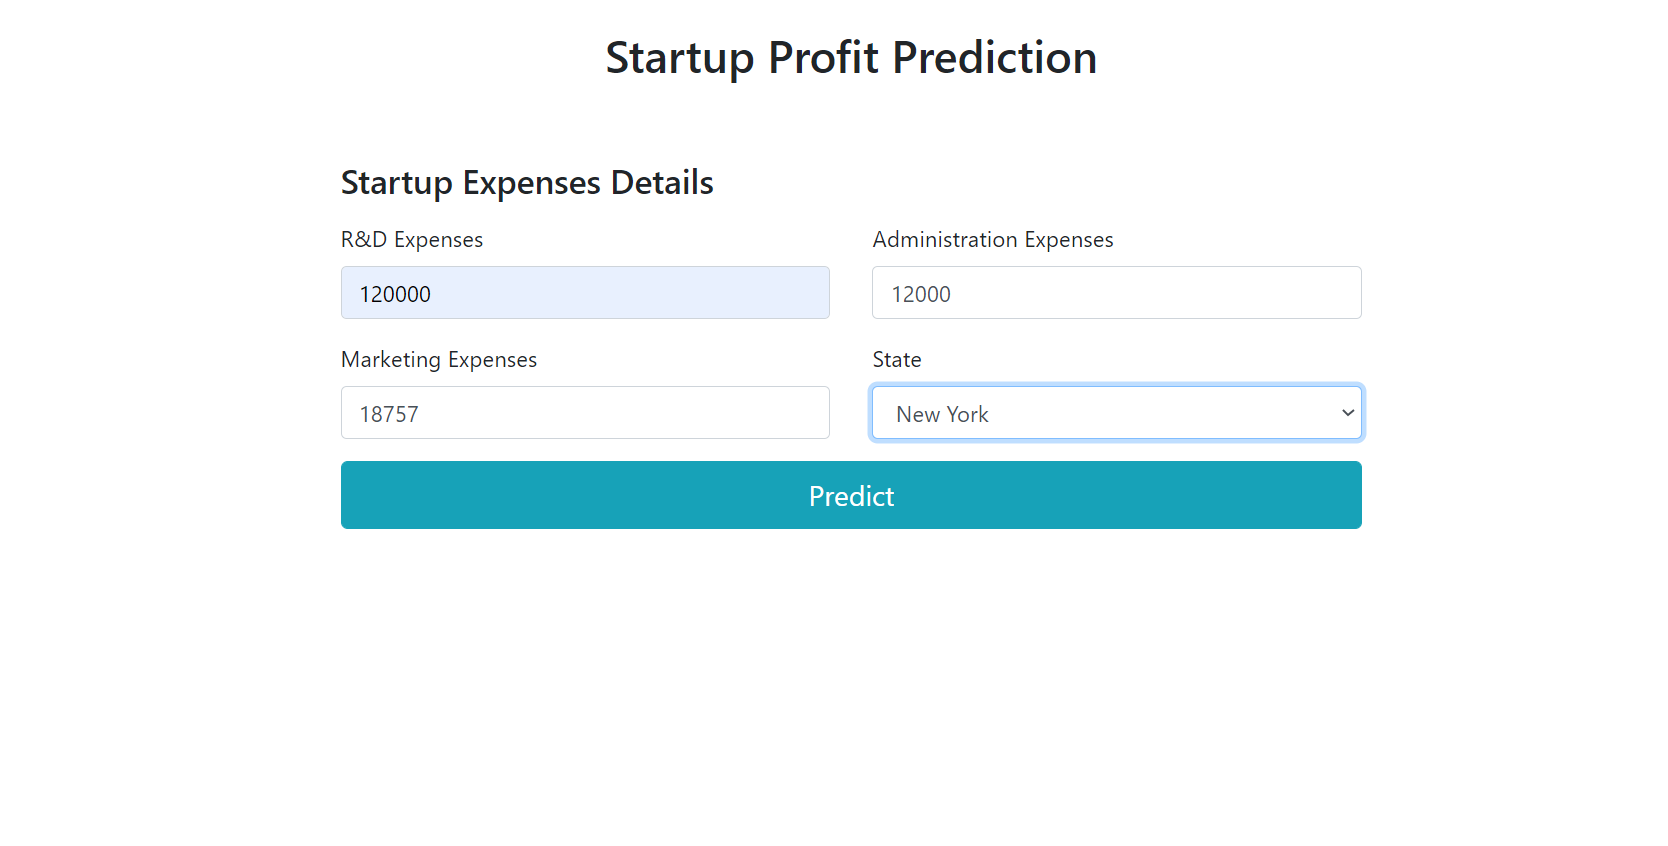 Startup Profit Prediction
Startup Expenses Details
R&D Expenses
Administration Expenses
120000
12000
Marketing Expenses
State
18757
New York
Predict